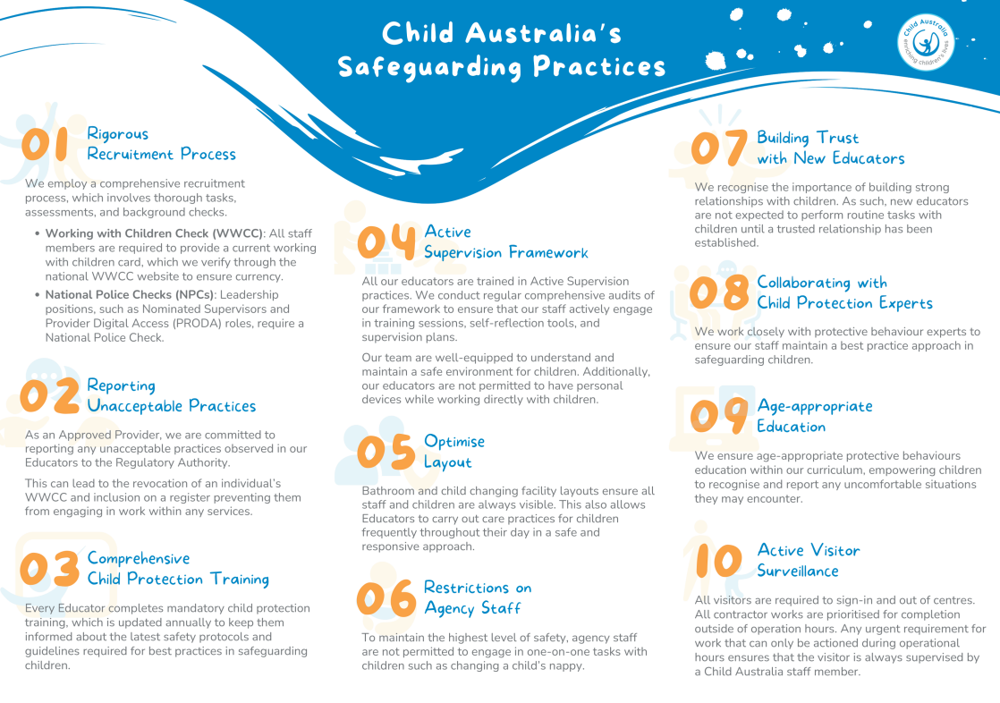 Child Australia's
Safeguarding Practices
Child Australia
enriching children's lives
01
Rigorous
Recruitment Process
We employ a comprehensive recruitment
process, which involves thorough tasks,
assessments, and background checks.
• Working with Children Check (WWCC): All staff
members are required to provide a current working
with children card, which we verify through the
national WWCC website to ensure currency.
• National Police Checks (NPCs): Leadership
positions, such as Nominated Supervisors and
Provider Digital Access (PRODA) roles, require a
National Police Check.
02
Reporting
Unacceptable Practices
As an Approved Provider, we are committed to
reporting any unacceptable practices observed in our
Educators to the Regulatory Authority.
This can lead to the revocation of an individual's
WWCC and inclusion on a register preventing them
from engaging in work within any services.
03
Comprehensive
Child Protection Training
Every Educator completes mandatory child protection
training, which is updated annually to keep them
informed about the latest safety protocols and
guidelines required for best practices in safeguarding
children.
04
Active
Supervision Framework
All our educators are trained in Active Supervision
practices. We conduct regular comprehensive audits of
our framework to ensure that our staff actively engage
in training sessions, self-reflection tools, and
supervision plans.
Our team are well-equipped to understand and
maintain a safe environment for children. Additionally,
our educators are not permitted to have personal
devices while working directly with children.
05
Optimise
Layout
Bathroom and child changing facility layouts ensure all
staff and children are always visible. This also allows
Educators to carry out care practices for children
frequently throughout their day in a safe and
responsive approach.
06
Restrictions on
Agency Staff
To maintain the highest level of safety, agency staff
are not permitted to engage in one-on-one tasks with
children such as changing a child's nappy.
07
Building Trust
with New Educators
We recognise the importance of building strong
relationships with children. As such, new educators
are not expected to perform routine tasks with
children until a trusted relationship has been
established.
08
Collaborating with
Child Protection Experts
We work closely with protective behaviour experts to
ensure our staff maintain a best practice approach in
safeguarding children.
09
Age-appropriate
Education
We ensure age-appropriate protective behaviours
education within our curriculum, empowering children
to recognise and report any uncomfortable situations
they may encounter.
10
Active Visitor
Surveillance
All visitors are required to sign-in and out of centres.
All contractor works are prioritised for completion
outside of operation hours. Any urgent requirement for
work that can only be actioned during operational
hours ensures that the visitor is always supervised by
a Child Australia staff member.